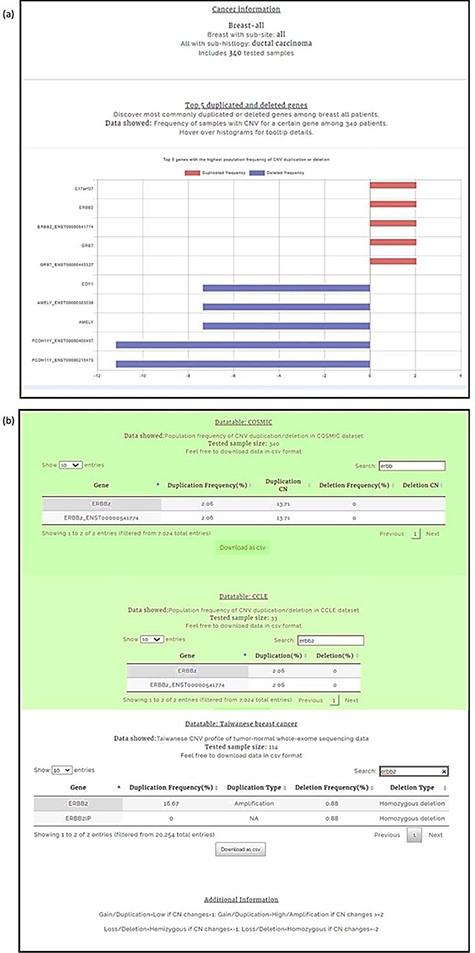 (a)
Cancer information
Breast-all
Breast with sub-site: all
All with sub-histlogy: ductal carcinoma
Includes 340 tested samples
Top 5 duplicated and deleted genes
Discover most commonly duplicated or deleted genes among breast all patients.
Data showed: Frequency of samples with CNV for a certain gene among 340 patients.
Hover over histograms for tooltip details.
Top 5 genes with the highest population frequency of CNV duplication or deletion
Duplicated frequency Deleted frequency
C17orf37
ERBB2
ERBB2_ENST00000541774
GRB7
CD11
AMELY
-12 -10 -8 -6 -4 -2 0 2 4
(b)
Datatable: COSMIC
Data showed:Population frequency of CNV duplication/deletion in COSMIC dataset
Tested sample size: 340
Feel free to download data in csv format
Show 10 entries Search: erbb
Gene Duplication Frequency(%) Duplication CN Deletion Frequency(%) Deletion CN
ERBB2 2.06 13.71 0
ERBB2_ENST00000541774 2.06 13.71 0
Showing 1 to 2 of 2 entries (filtered from 7,024 total entries) Previous 1 Next
Download as csv
Datatable: CCLE
Data showed:Population frequency of CNV duplication/deletion in CCLE dataset
Tested sample size: 33
Feel free to download data in csv format
Show 10 entries Search: erbb2
Gene Duplication(%) Deletion(%)
ERBB2 2.06 0
ERBB2_ENST00000541774 2.06 0
Showing 1 to 2 of 2 entries (filtered from 7,024 total entries) Previous 1 Next
Datatable: Taiwanese breast cancer
Data showed:Taiwanese CNV profile of tumor-normal whole-exome sequencing data
Tested sample size: 114
Feel free to download data in csv format
Show 10 entries Search: erbb2
Gene Duplication Frequency(%) Duplication Type Deletion Frequency(%) Deletion Type
ERBB2 16.67 Amplification 0.88 Homozygous deletion
ERBB2IP 0 NA 0.88 Homozygous deletion
Showing 1 to 2 of 2 entries (filtered from 20,254 total entries) Previous 1 Next
Download as csv
Additional Information
Gain/Duplication=Low if CN changes=1; Gain/Duplication=High/Amplification if CN changes >=2
Loss/Deletion=Hemizygous if CN changes=-1; Loss/Deletion=Homozygous if CN changes=-2